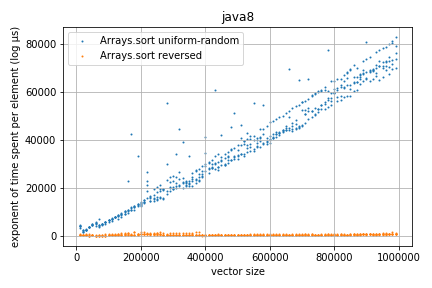 java8
Arrays.sort uniform-random
Arrays.sort reversed
exponent of time spent per element (log µs)
80000
60000
40000
20000
0
0
200000
400000
600000
800000
1000000
vector size